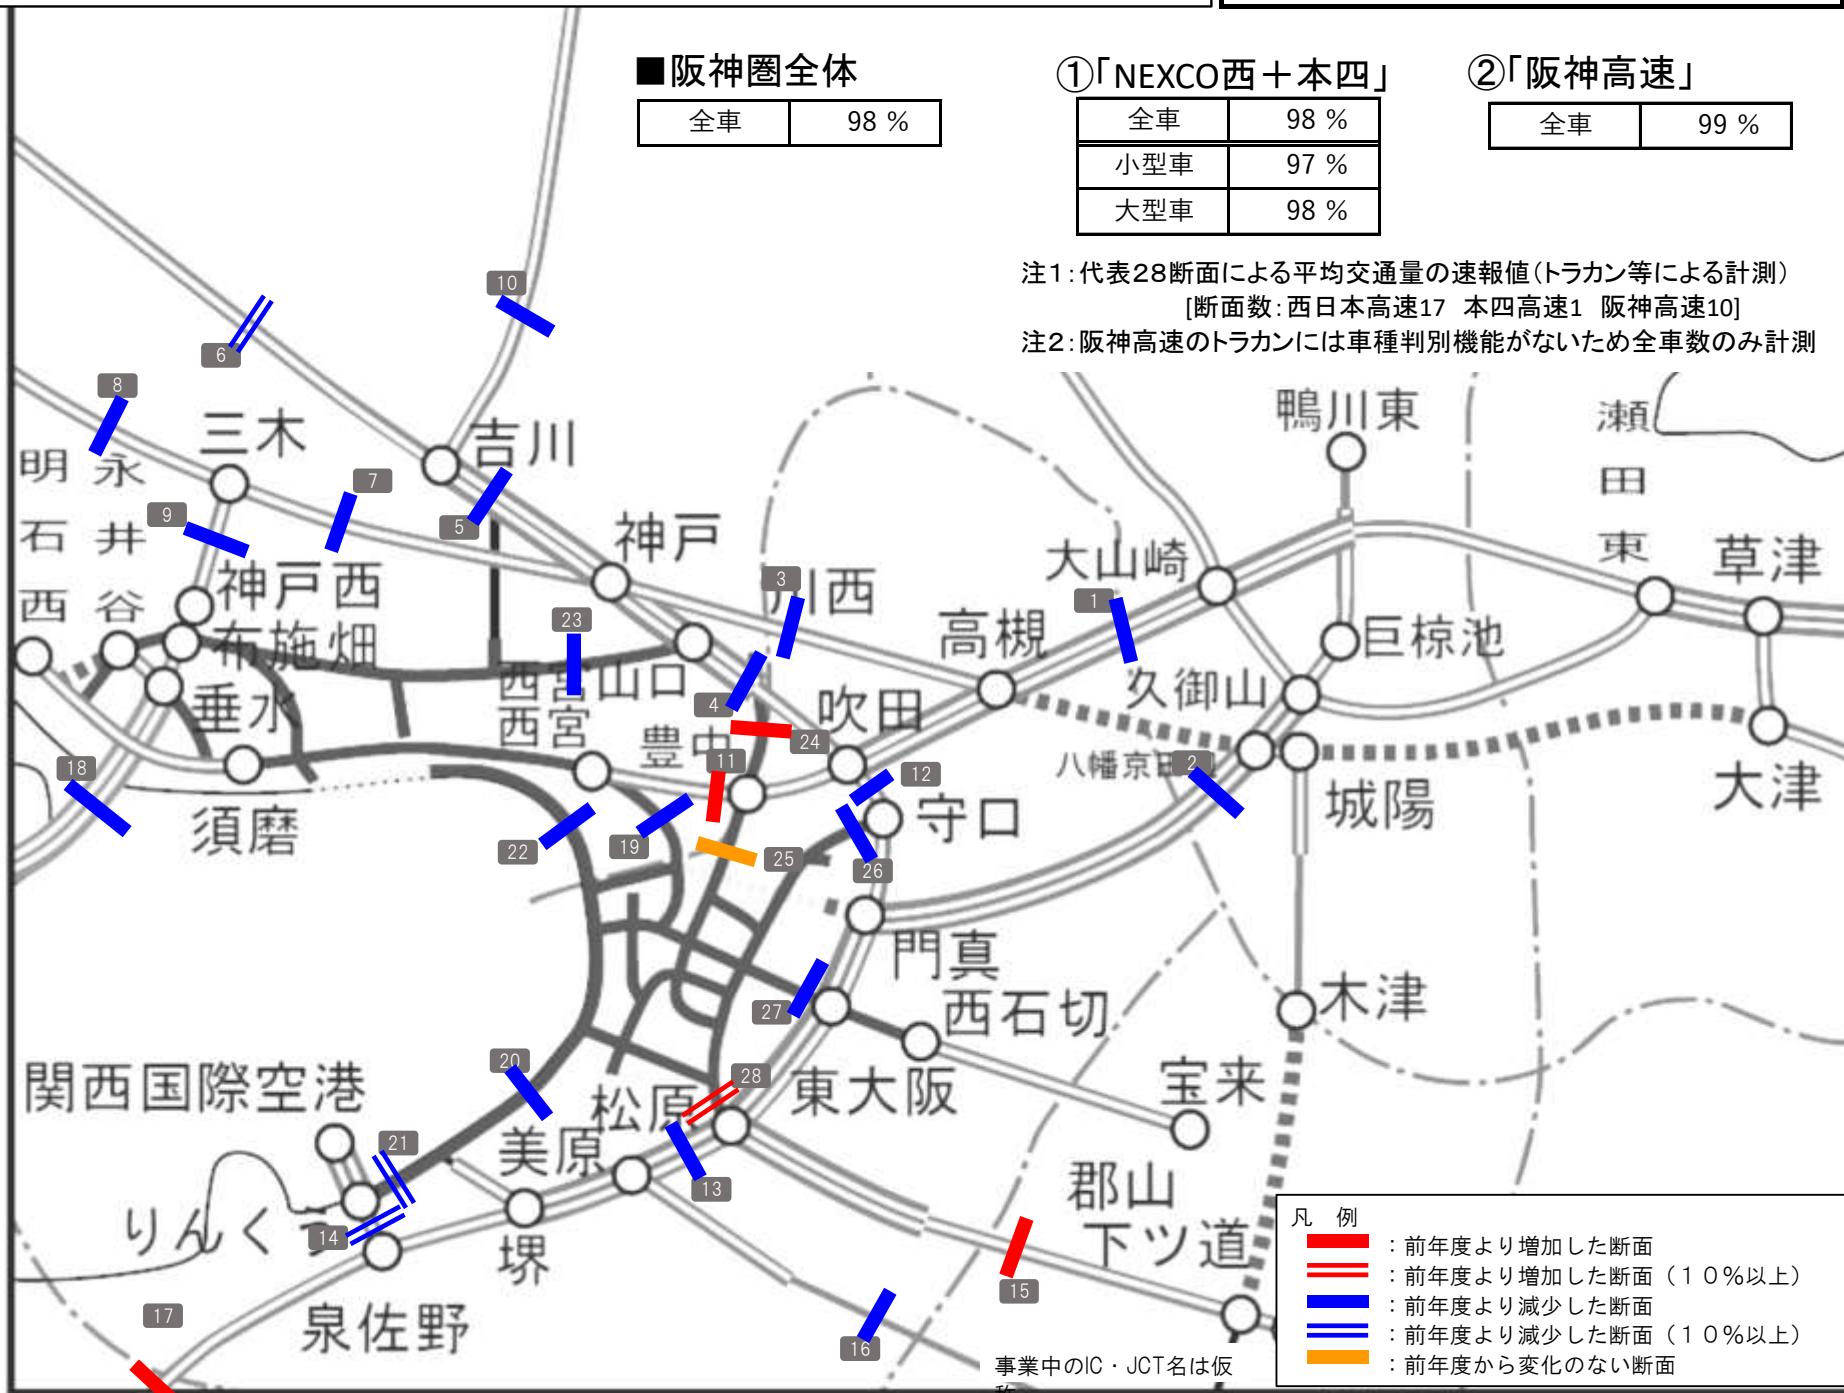 ■阪神圏全体
全車 98 %
①「NEXCO西＋本四」
全車 98 %
小型車 97 %
大型車 98 %
②「阪神高速」
全車 99 %
注１：代表２８断面による平均交通量の速報値（トラカン等による計測）
[断面数：西日本高速17 本四高速1 阪神高速10]
注２：阪神高速のトラカンには車種判別機能がないため全車数のみ計測
10
6
8
三木
吉川
鴨川東
瀬田東
明石西
永井谷
7
9
5
神戸
大山崎
草津
神戸西
3
川西
1
高槻
布施畑
23
巨椋池
西宮山口
久御山
垂水
4
吹田
西宮
豊中
24
11
12
八幡京田
2
18
守口
城陽
大津
須磨
22
19
25
26
門真
27
西石切
木津
関西国際空港
20
28
松原
東大阪
宝来
21
美原
13
郡山
下ツ道
りんくう
14
堺
15
17
泉佐野
16
事業中のIC・JCT名は仮
称
凡 例
：前年度より増加した断面
：前年度より増加した断面（１０％以上）
：前年度より減少した断面
：前年度より減少した断面（１０％以上）
：前年度から変化のない断面